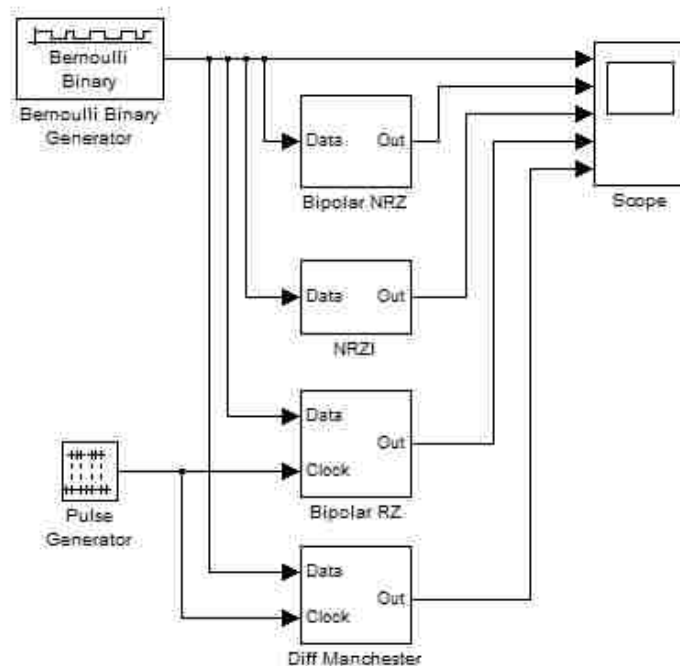 Bernoulli
Binary
Bernoulli Binary
Generator
Data
Out
Bipolar NRZ
Scope
Data
Out
NRZI
Data
Clock
Out
Bipolar RZ
Pulse
Generator
Data
Clock
Out
Diff Manchester